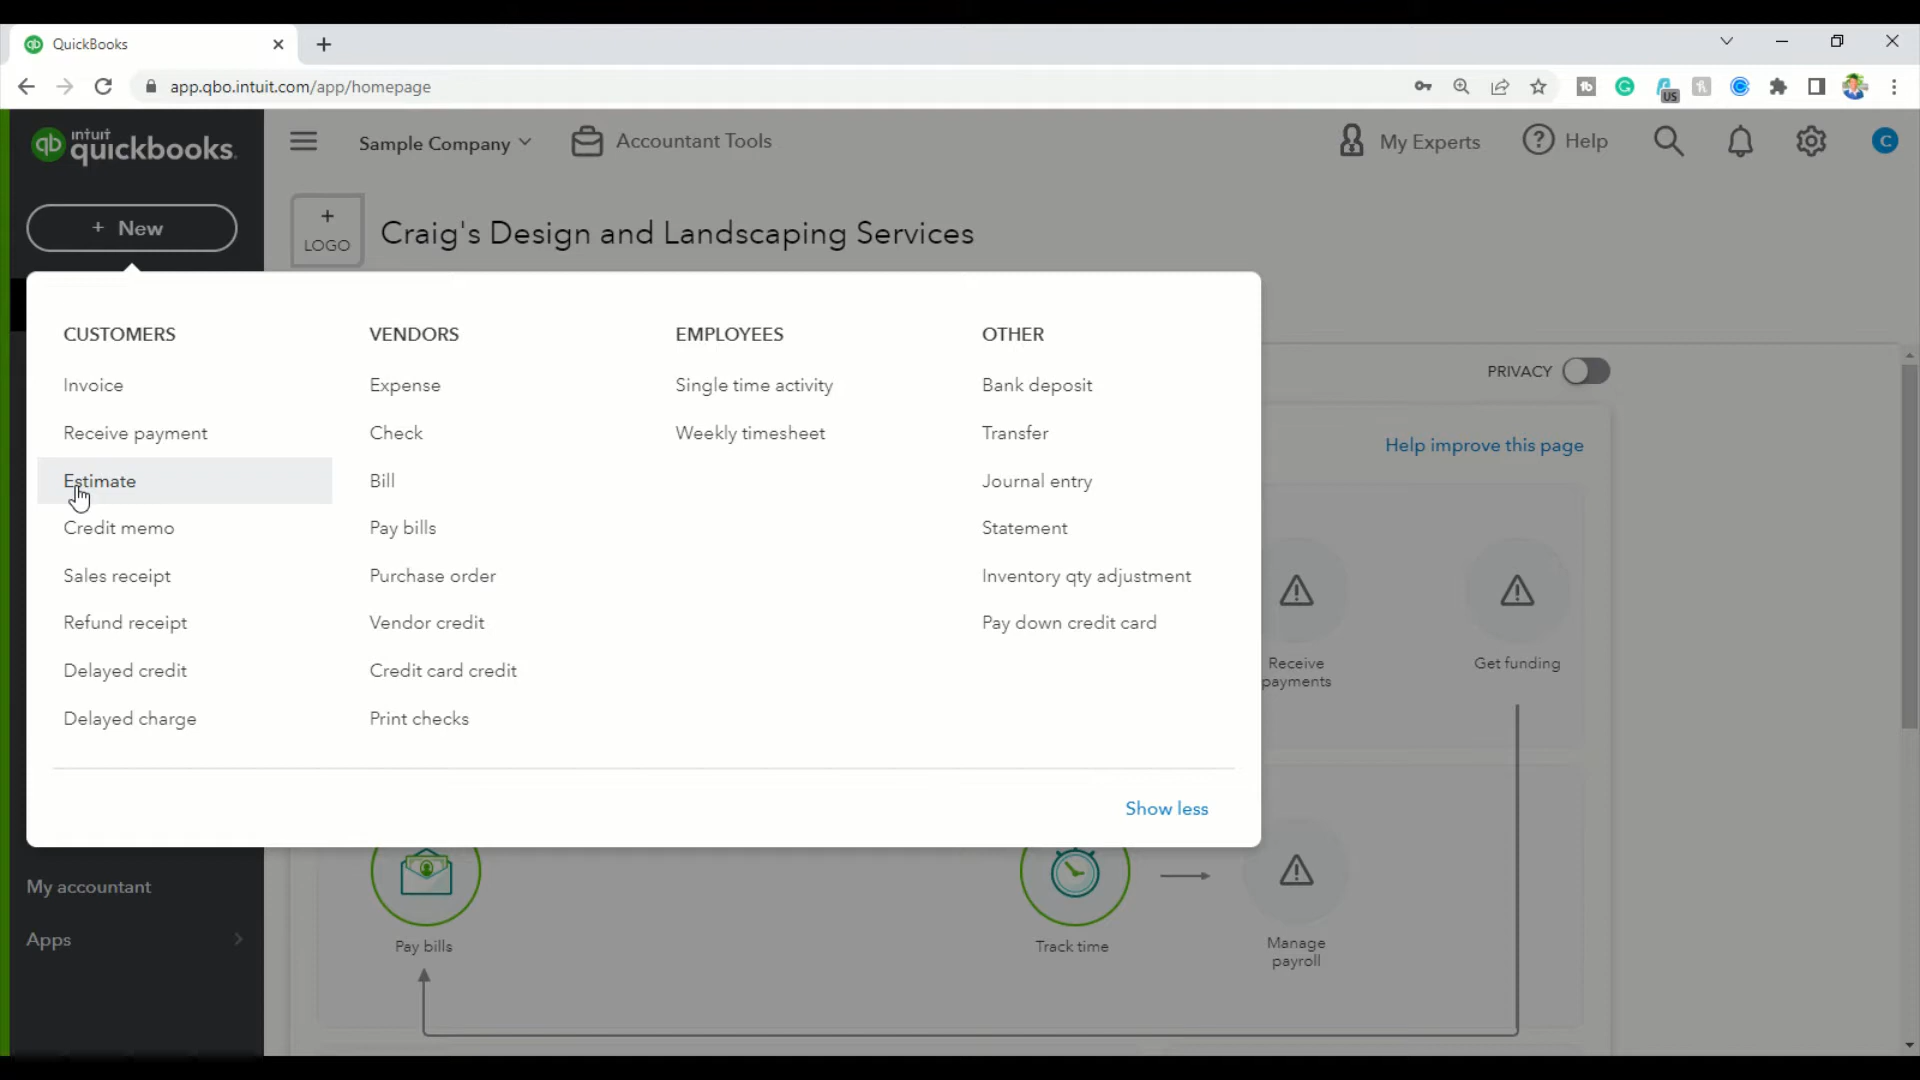 QuickBooks
app.qbo.intuit.com/app/homepage
US
intuit
quickbooks.
Sample Company
Accountant Tools
My Experts
Help
C
+ New
+
LOGO
Craig's Design and Landscaping Services
CUSTOMERS
Invoice
Receive payment
Estimate
Credit memo
Sales receipt
Refund receipt
Delayed credit
Delayed charge
VENDORS
Expense
Check
Bill
Pay bills
Purchase order
Vendor credit
Credit card credit
Print checks
EMPLOYEES
Single time activity
Weekly timesheet
OTHER
Bank deposit
Transfer
Journal entry
Statement
Inventory qty adjustment
Pay down credit card
Show less
PRIVACY
Help improve this page
Receive
payments
Get funding
My accountant
Apps
Pay bills
Track time
Manage
payroll